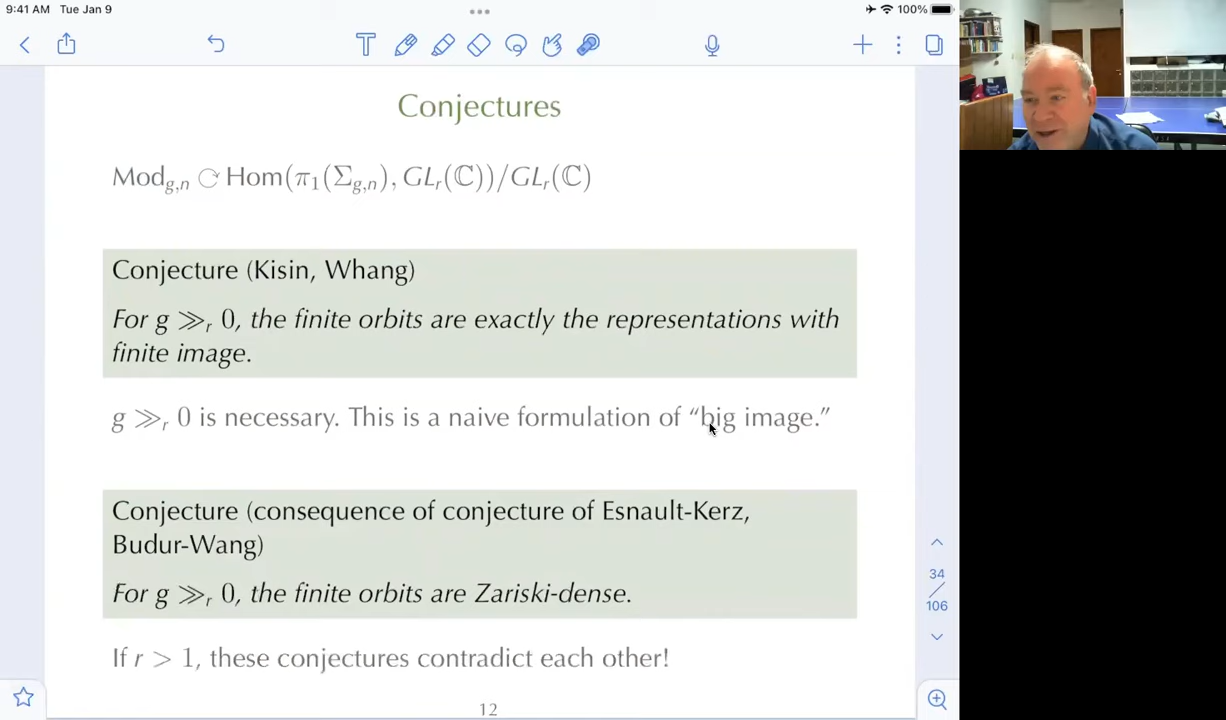 9:41 AM Tue Jan 9
100%
Conjectures
Mod_{g,n} ⟳ Hom(π₁(Σ_{g,n}), GL_r(ℂ))/GL_r(ℂ)
Conjecture (Kisin, Whang)
For g ≫_r 0, the finite orbits are exactly the representations with
finite image.
g ≫_r 0 is necessary. This is a naive formulation of “big image.”
Conjecture (consequence of conjecture of Esnault-Kerz,
Budur-Wang)
For g ≫_r 0, the finite orbits are Zariski-dense.
If r > 1, these conjectures contradict each other!
12
34
106